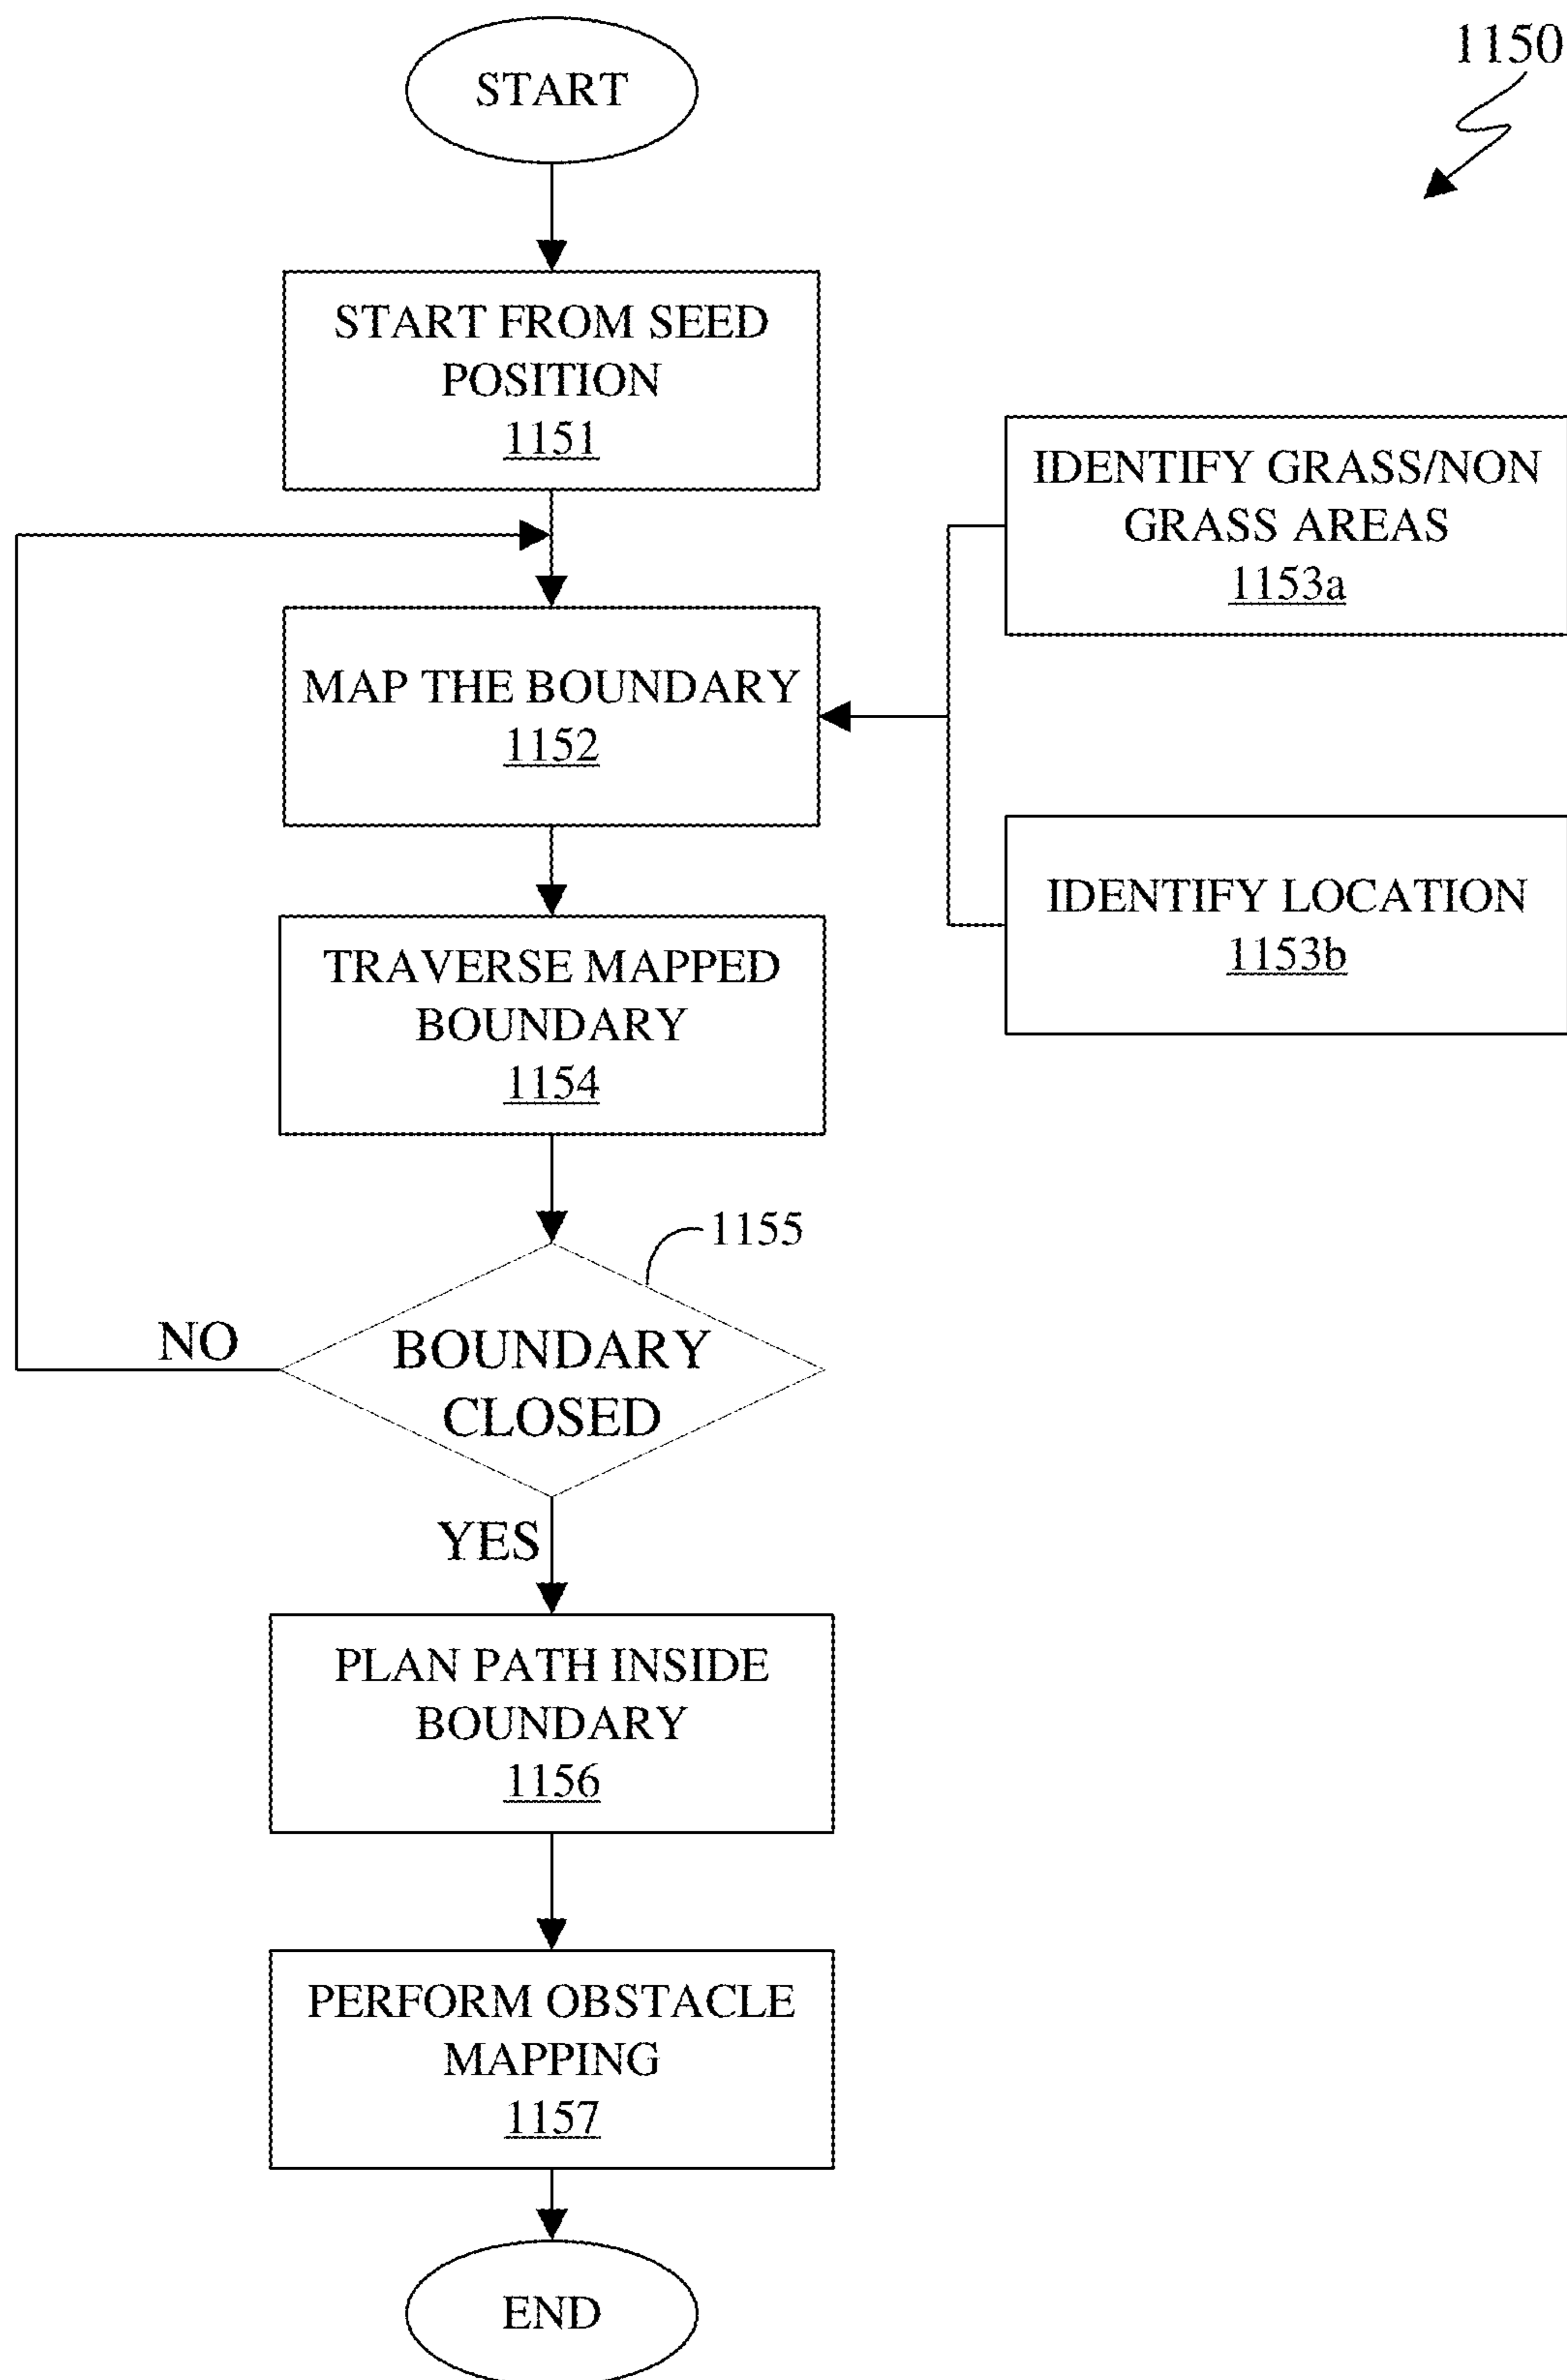 1150
START
START FROM SEED
POSITION
1151
IDENTIFY GRASS/NON
GRASS AREAS
1153a
MAP THE BOUNDARY
1152
IDENTIFY LOCATION
1153b
TRAVERSE MAPPED
BOUNDARY
1154
1155
NO
BOUNDARY
CLOSED
YES
PLAN PATH INSIDE
BOUNDARY
1156
PERFORM OBSTACLE
MAPPING
1157
END